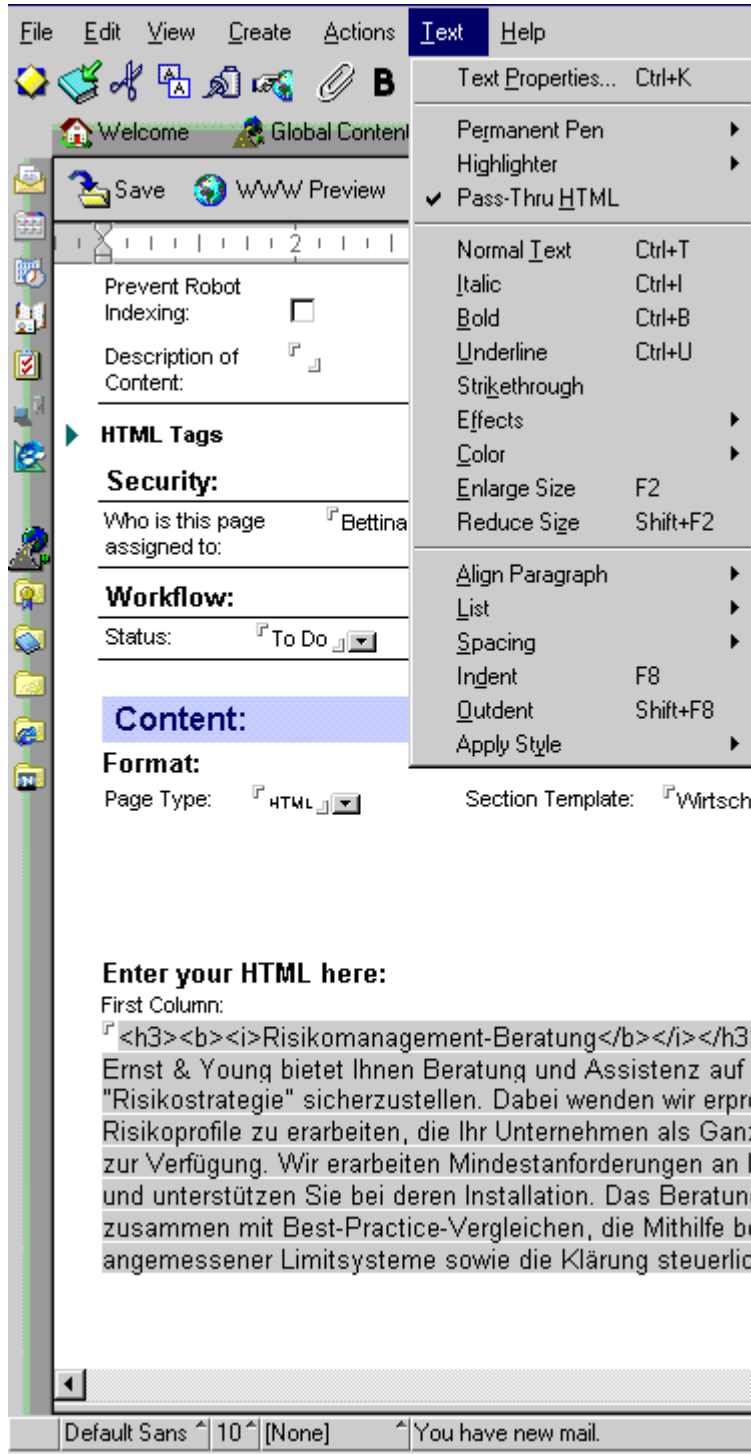 File Edit View Create Actions Text Help
B
Text Properties... Ctrl+K
Welcome Global Content
Permanent Pen
Highlighter
Save WWW Preview
Pass-Thru HTML
2
Normal Text Ctrl+T
Italic Ctrl+I
Bold Ctrl+B
Underline Ctrl+U
Strikethrough
Effects
Color
Enlarge Size F2
Reduce Size Shift+F2
Align Paragraph
List
Spacing
Indent F8
Outdent Shift+F8
Apply Style
Prevent Robot
Indexing:
Description of
Content:
HTML Tags
Security:
Who is this page Bettina
assigned to:
Workflow:
Status: To Do
Content:
Format:
Page Type: HTML Section Template: Wirtsch
Enter your HTML here:
First Column:
<h3><b><i>Risikomanagement-Beratung</b></i></h3>
Ernst & Young bietet Ihnen Beratung und Assistenz auf
"Risikostrategie" sicherzustellen. Dabei wenden wir erpr
Risikoprofile zu erarbeiten, die Ihr Unternehmen als Gan
zur Verfügung. Wir erarbeiten Mindestanforderungen an
und unterstützen Sie bei deren Installation. Das Beratun
zusammen mit Best-Practice-Vergleichen, die Mithilfe b
angemessener Limitsysteme sowie die Klärung steuerlic
Default Sans 10 [None] You have new mail.